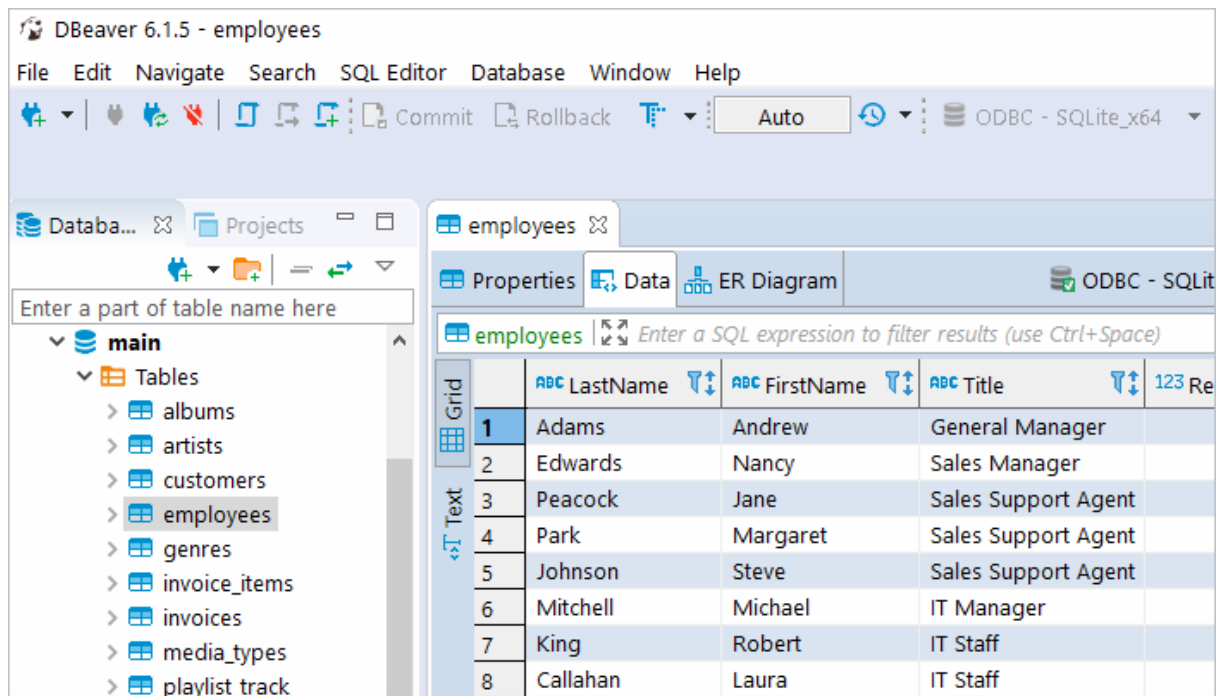 DBeaver 6.1.5 - employees
File Edit Navigate Search SQL Editor Database Window Help
Commit Rollback Auto ODBC - SQLite_x64
Databa... Projects
Enter a part of table name here
main
Tables
albums
artists
customers
employees
genres
invoice_items
invoices
media_types
playlist_track
employees
Properties Data ER Diagram ODBC - SQLit
employees Enter a SQL expression to filter results (use Ctrl+Space)
Grid
Text
ABC LastName ABC FirstName ABC Title 123 Re
1 Adams Andrew General Manager
2 Edwards Nancy Sales Manager
3 Peacock Jane Sales Support Agent
4 Park Margaret Sales Support Agent
5 Johnson Steve Sales Support Agent
6 Mitchell Michael IT Manager
7 King Robert IT Staff
8 Callahan Laura IT Staff